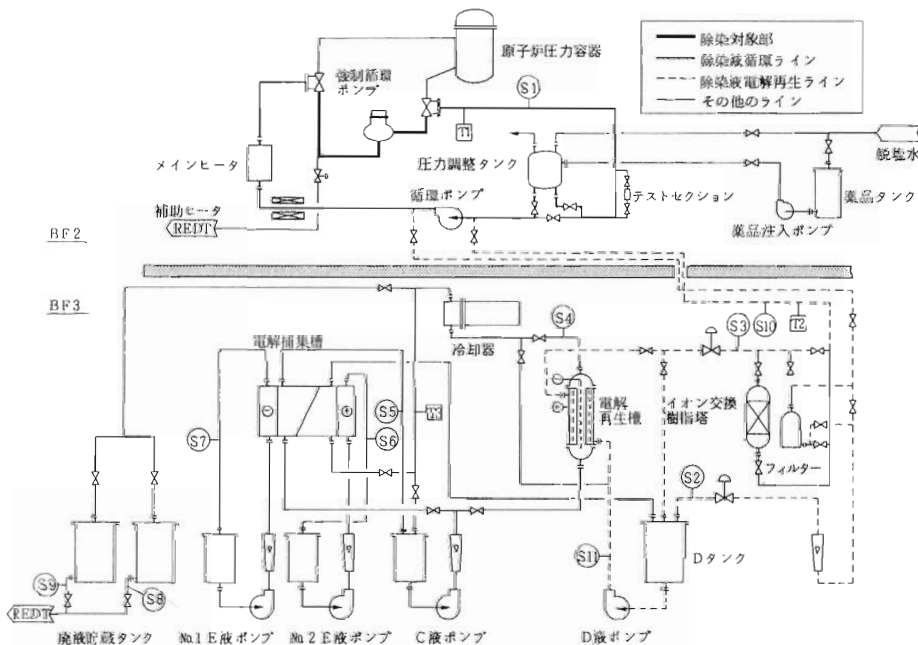 原子炉圧力容器
除染対象部
除染液循環ライン
除染液電解再生ライン
その他のライン
強制循環
ポンプ
S1
T1
メインヒータ
圧力調整タンク
脱塩水
循環ポンプ
テストセクション
薬品タンク
補助ヒータ
薬品注入ポンプ
REDT
BF2
BF3
S4
S3
S10
T2
冷却器
電解捕集槽
S5
T3
電解
再生槽
イオン交換
樹脂塔
S7
S6
フィルター
S2
S11
Dタンク
S9
S8
REDT
廃液貯蔵タンク
No.1 E液ポンプ
No.2 E液ポンプ
C液ポンプ
D液ポンプ